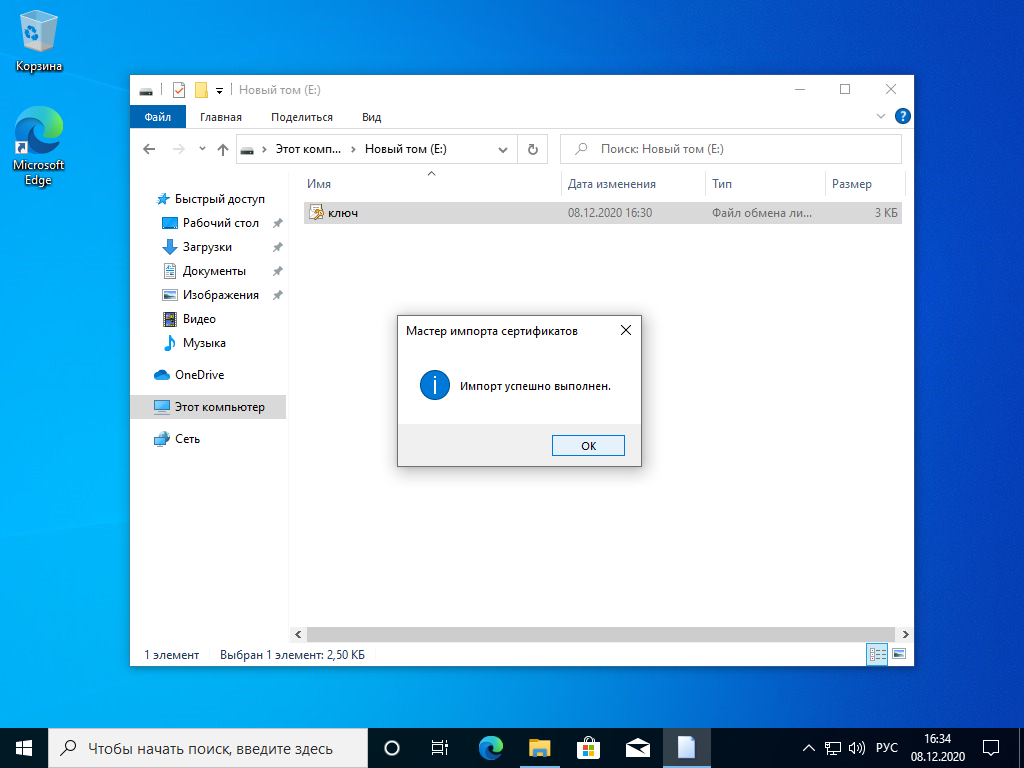 Корзина
Microsoft
Edge
Новый том (E:)
Файл
Главная
Поделиться
Вид
Этот комп...
Новый том (E:)
Поиск: Новый том (E:)
Имя
Дата изменения
Тип
Размер
ключ
08.12.2020 16:30
Файл обмена ли...
3 КБ
Быстрый доступ
Рабочий стол
Загрузки
Документы
Изображения
Видео
Музыка
OneDrive
Этот компьютер
Сеть
Мастер импорта сертификатов
Импорт успешно выполнен.
ОК
1 элемент
Выбран 1 элемент: 2,50 КБ
Чтобы начать поиск, введите здесь
РУС
16:34
08.12.2020